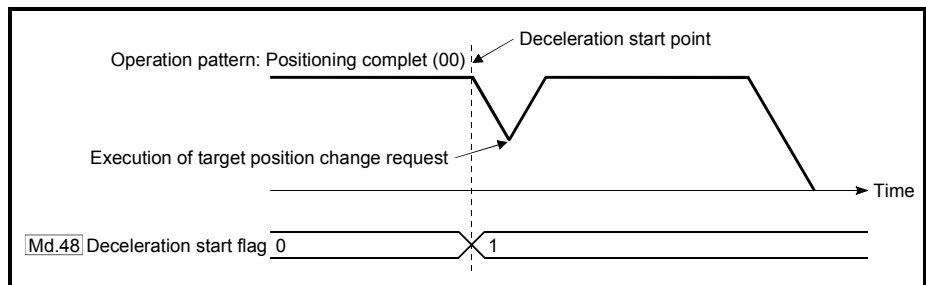 Deceleration start point
Operation pattern: Positioning complet (00)
Execution of target position change request
Time
Md.48 Deceleration start flag 0 1